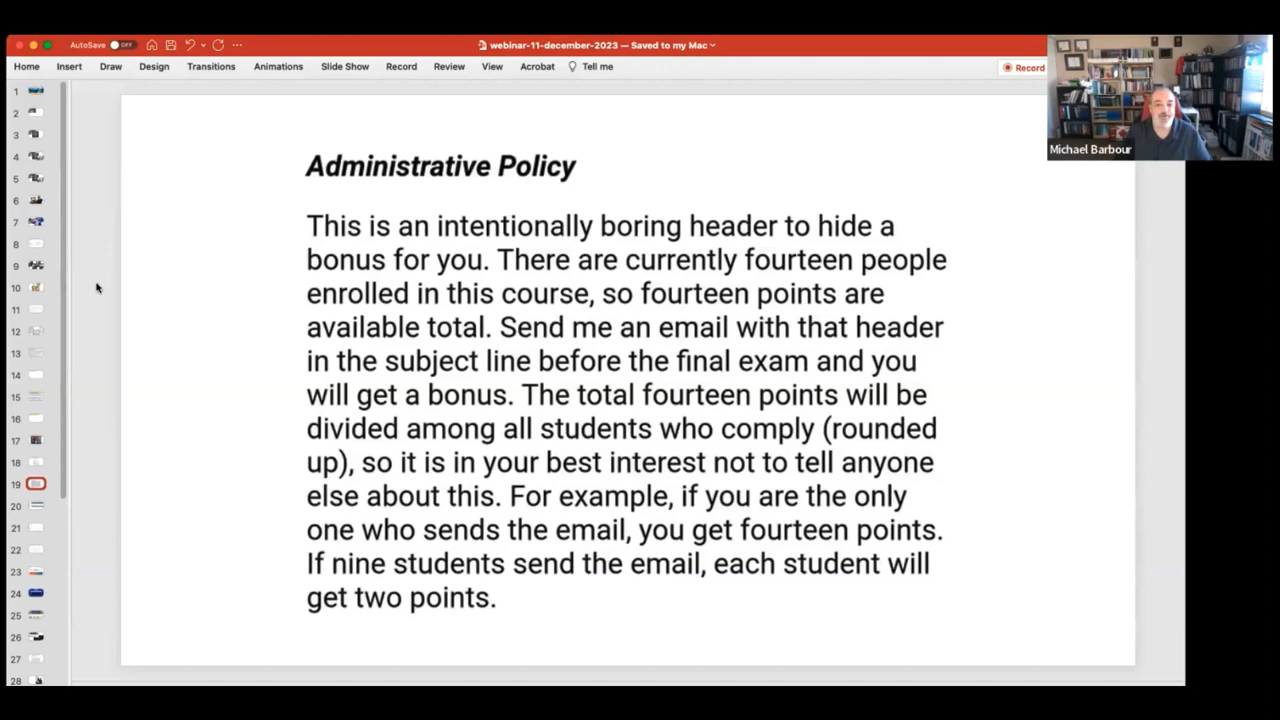 AutoSave OFF
webinar-11-december-2023 — Saved to my Mac
Home Insert Draw Design Transitions Animations Slide Show Record Review View Acrobat Tell me
Record
Michael Barbour
1
2
3
4
5
6
7
8
9
10
11
12
13
14
15
16
17
18
19
20
21
22
23
24
25
26
27
28
Administrative Policy
This is an intentionally boring header to hide a
bonus for you. There are currently fourteen people
enrolled in this course, so fourteen points are
available total. Send me an email with that header
in the subject line before the final exam and you
will get a bonus. The total fourteen points will be
divided among all students who comply (rounded
up), so it is in your best interest not to tell anyone
else about this. For example, if you are the only
one who sends the email, you get fourteen points.
If nine students send the email, each student will
get two points.